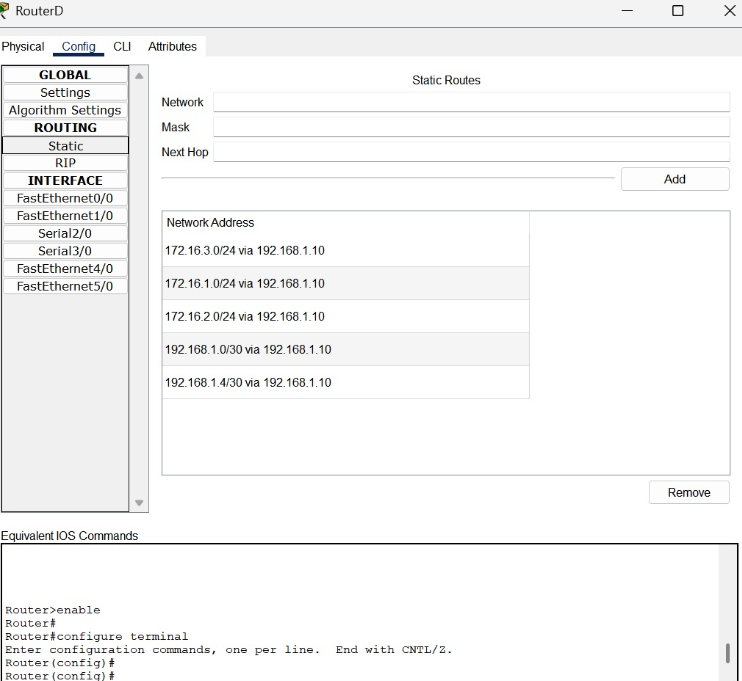 RouterD
Physical Config CLI Attributes
GLOBAL
Settings
Algorithm Settings
ROUTING
Static
RIP
INTERFACE
FastEthernet0/0
FastEthernet1/0
Serial2/0
Serial3/0
FastEthernet4/0
FastEthernet5/0
Static Routes
Network
Mask
Next Hop
Add
Network Address
172.16.3.0/24 via 192.168.1.10
172.16.1.0/24 via 192.168.1.10
172.16.2.0/24 via 192.168.1.10
192.168.1.0/30 via 192.168.1.10
192.168.1.4/30 via 192.168.1.10
Remove
Equivalent IOS Commands
Router>enable
Router#
Router#configure terminal
Enter configuration commands, one per line.  End with CNTL/Z.
Router(config)#
Router(config)#